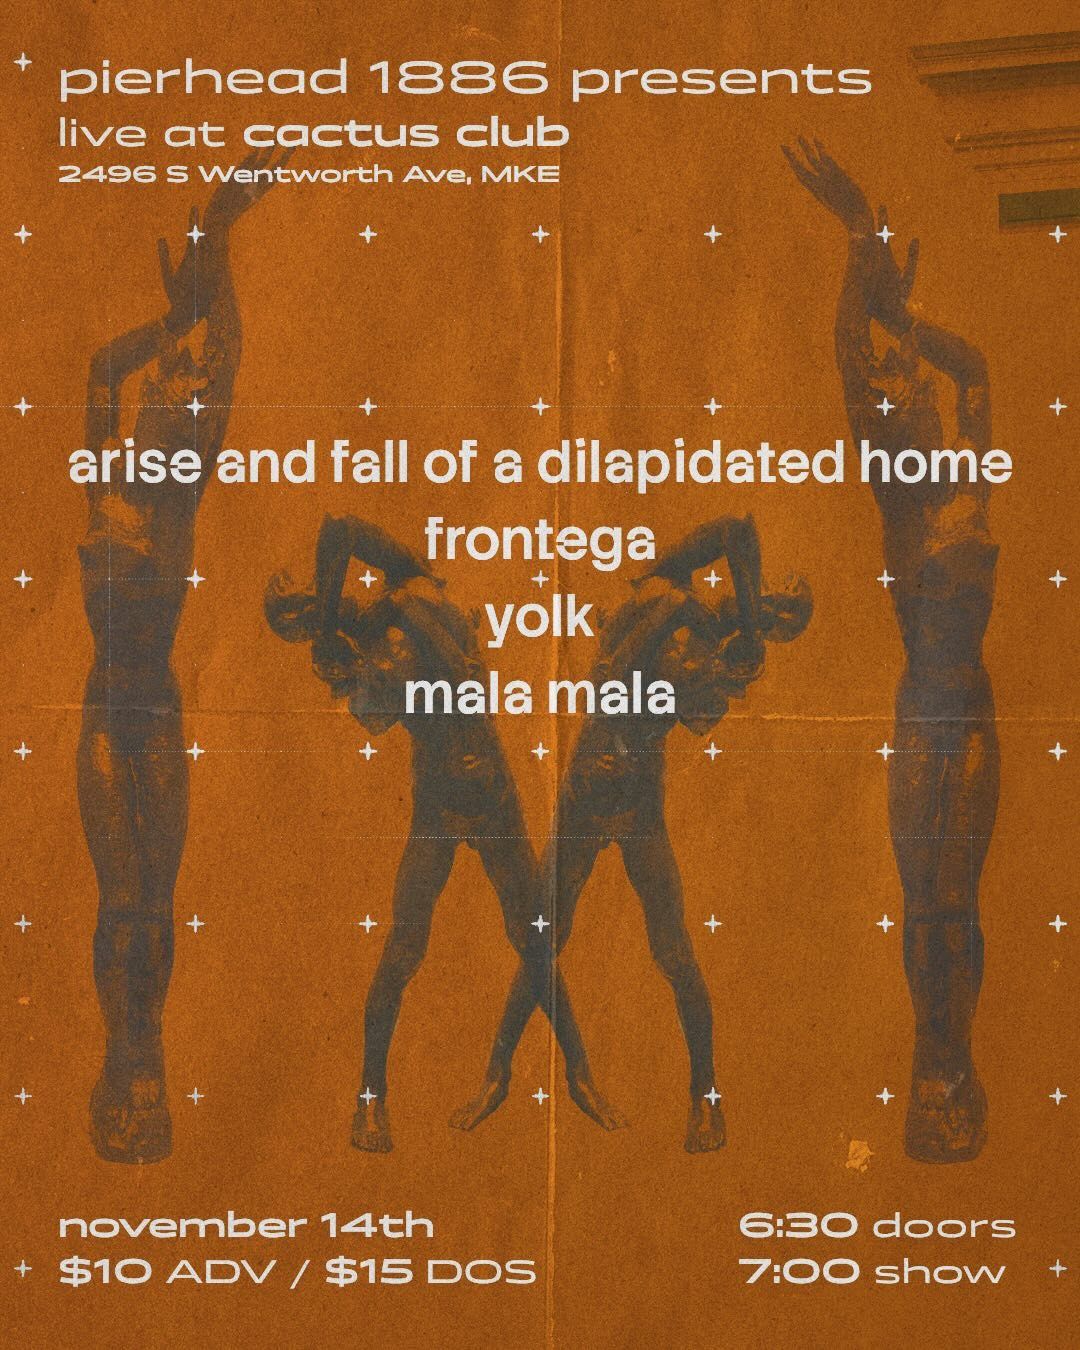 pierhead 1886 presents
live at cactus club
2496 S Wentworth Ave, MKE
arise and fall of a dilapidated home
frontega
yolk
mala mala
november 14th
$10 ADV / $15 DOS
6:30 doors
7:00 show